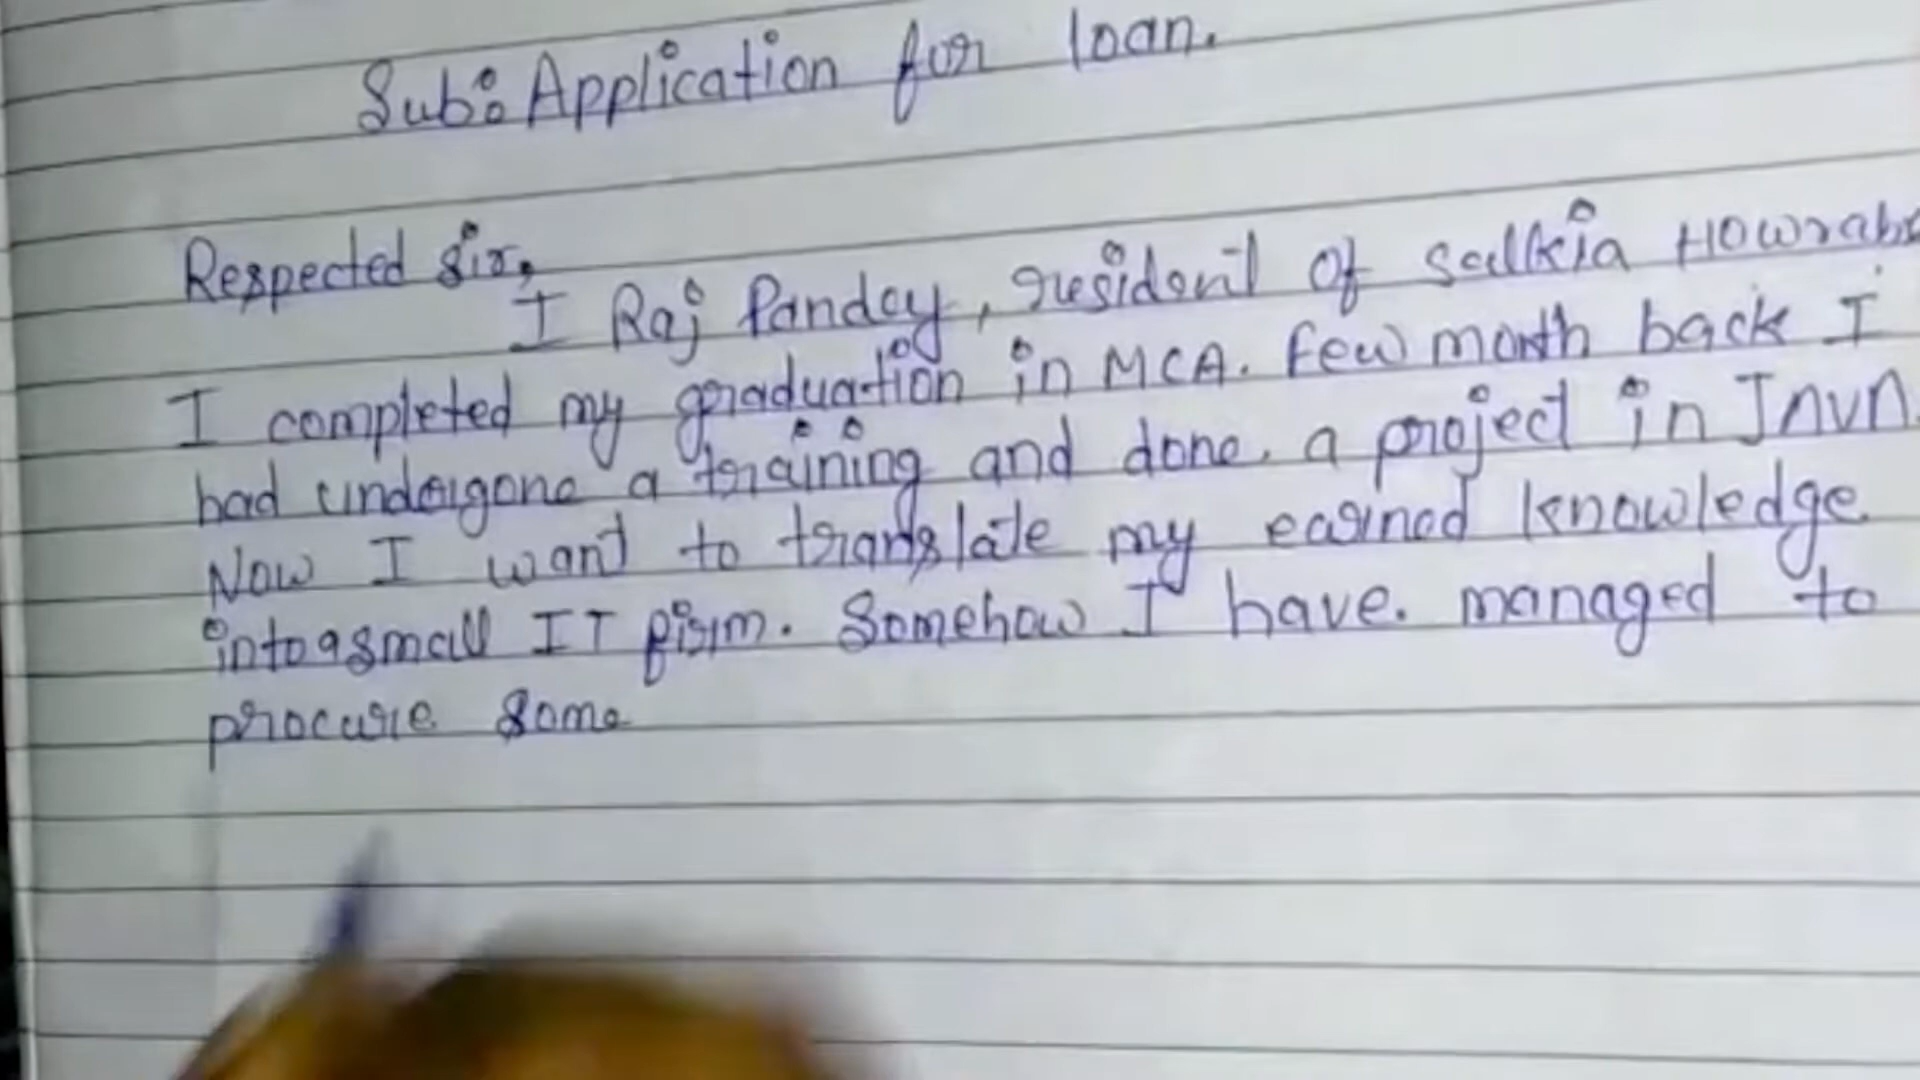 Sub: Application for loan.
Respected Sir,
I Raj Panday, resident of Salkia Howrah
I completed my graduation in MCA. Few month back I
had undergone a training and done a project in JNVN.
Now I want to translate my earned knowledge
into a small IT firm. Somehow I have managed to
procure some